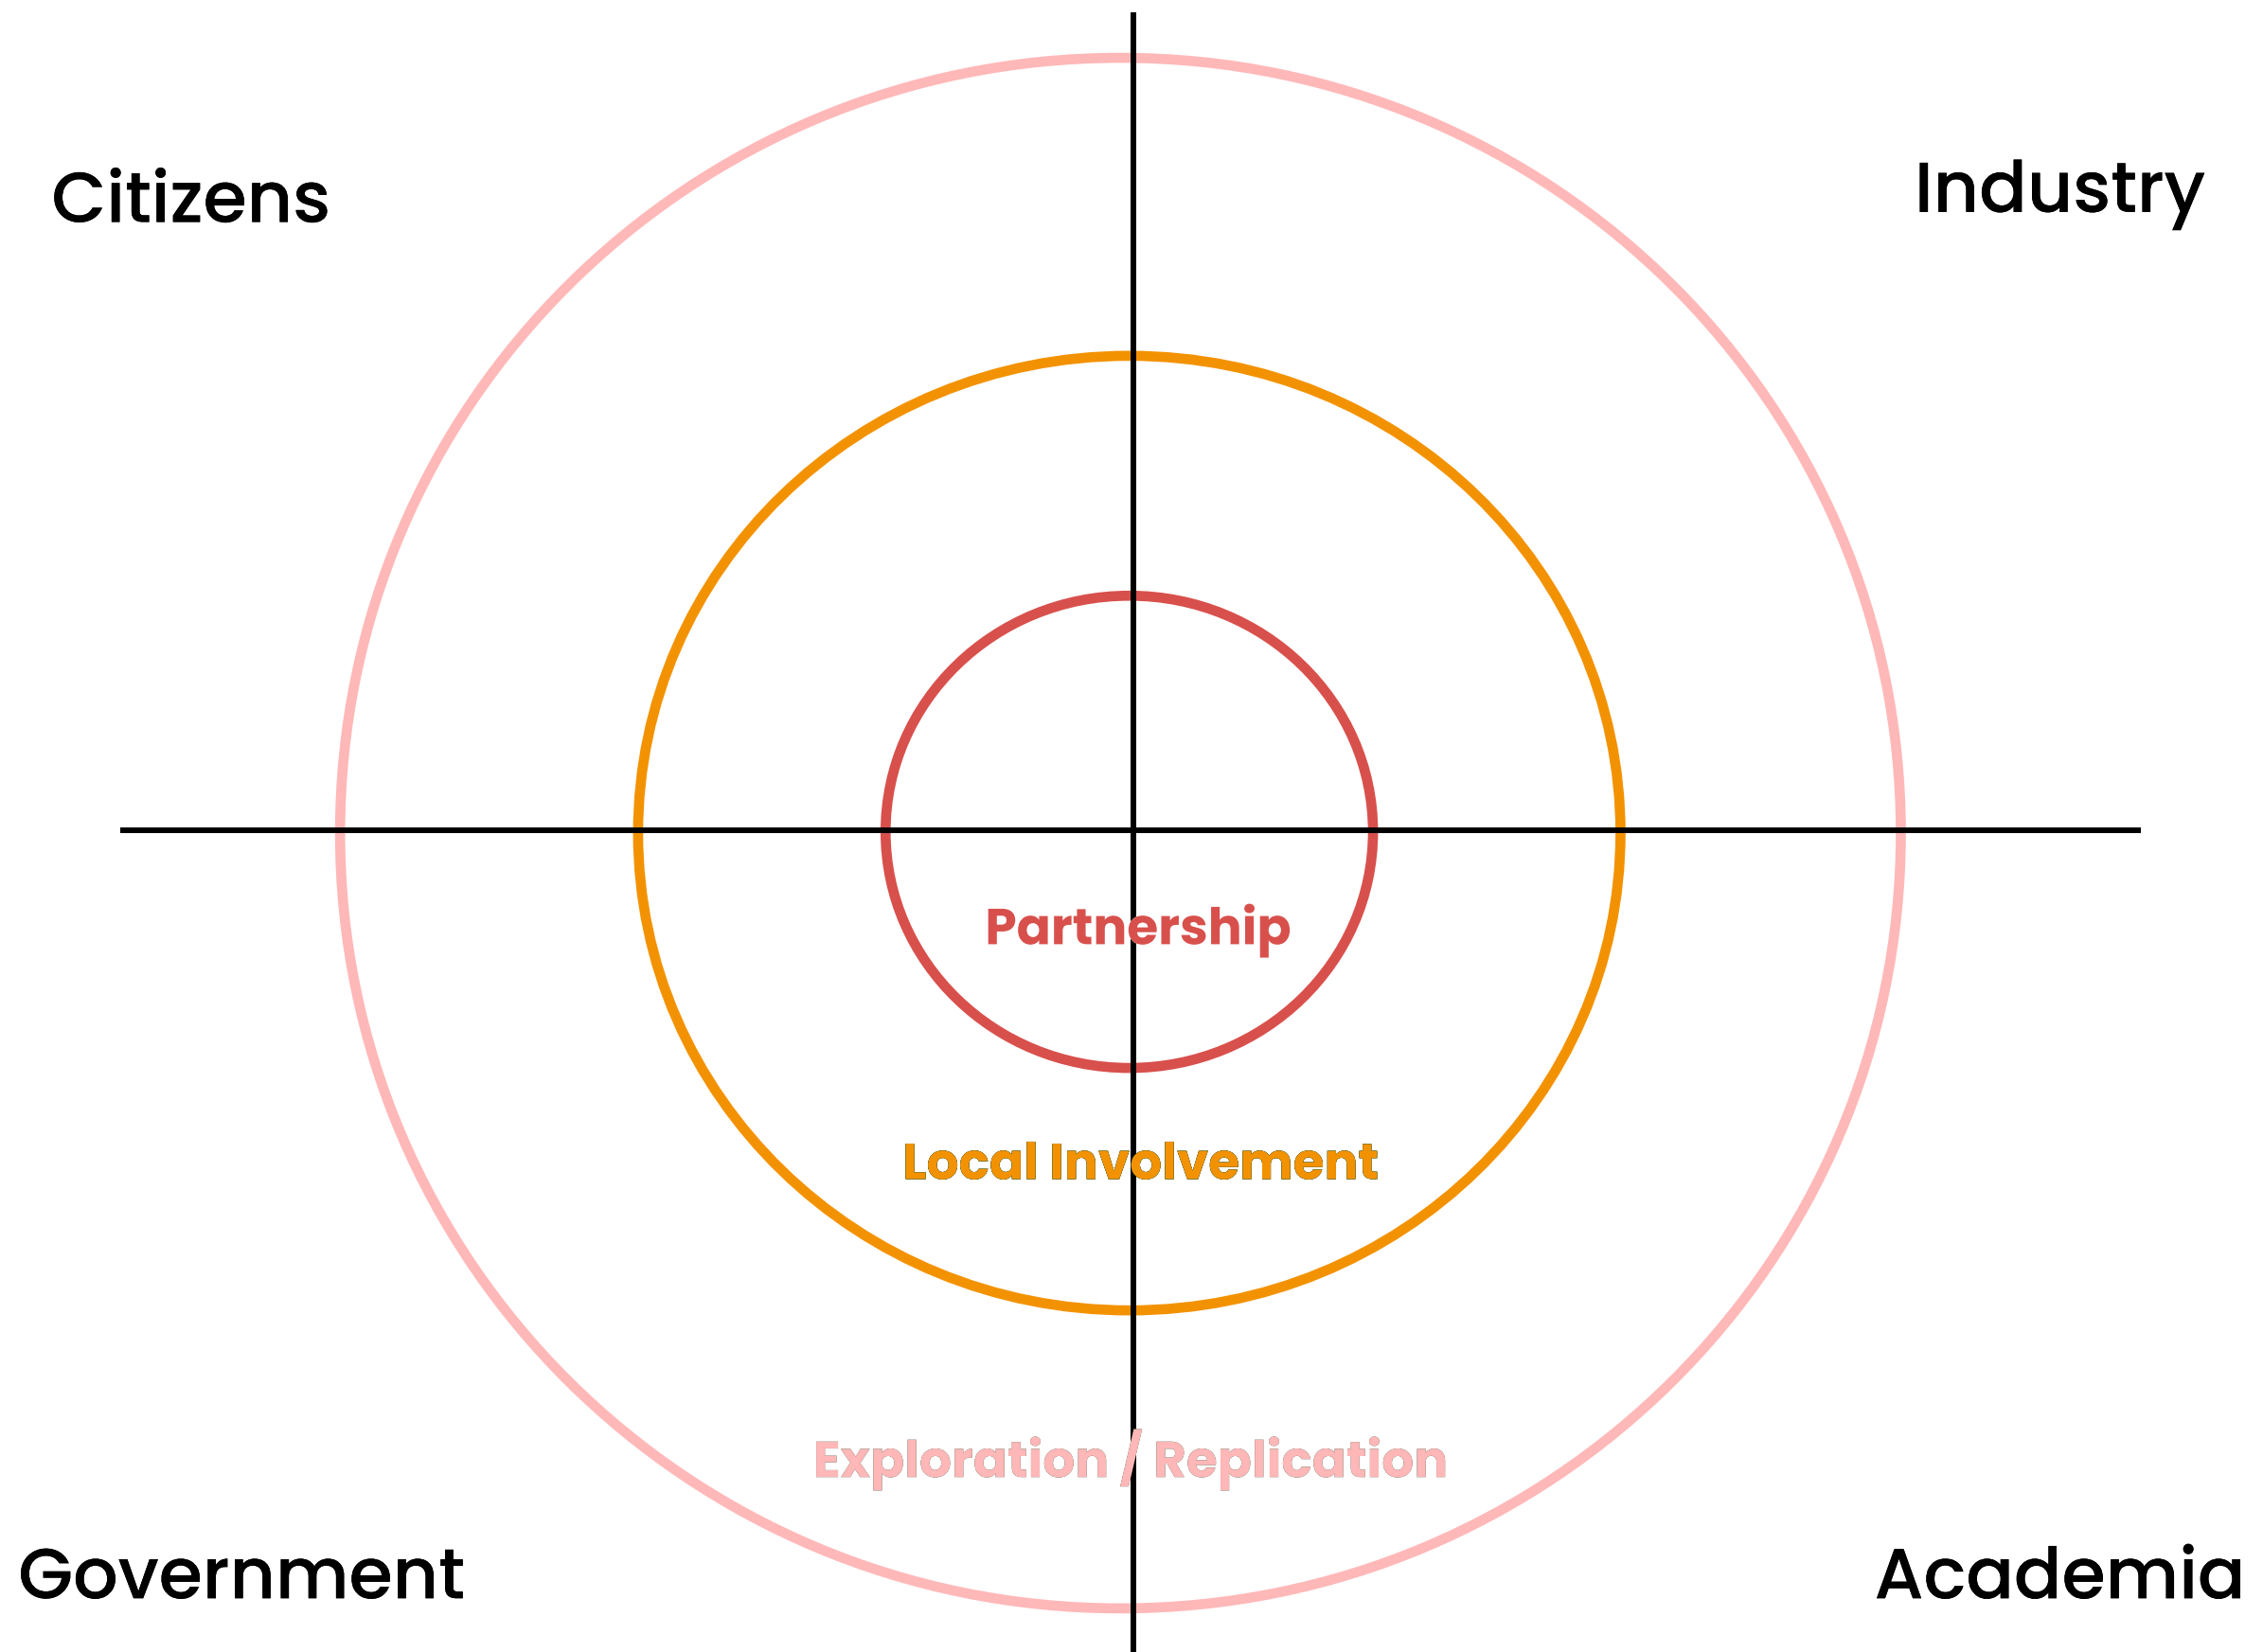 Citizens
Industry
Partnership
Local Involvement
Exploration / Replication
Government
Academia